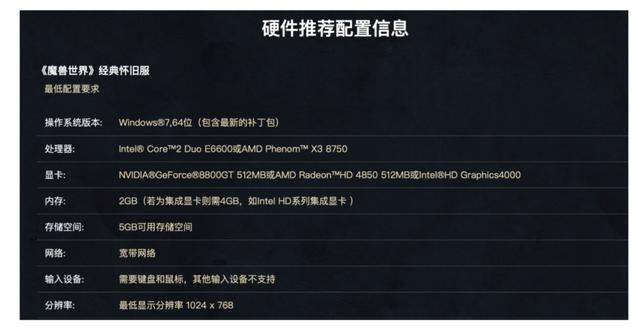 硬件推荐配置信息
《魔兽世界》经典怀旧服
最低配置要求
操作系统版本: Windows®7,64位（包含最新的补丁包）
处理器: Intel® Core™2 Duo E6600或AMD Phenom™ X3 8750
显卡: NVIDIA®GeForce®8800GT 512MB或AMD Radeon™HD 4850 512MB或Intel®HD Graphics4000
内存: 2GB（若为集成显卡则需4GB，如Intel HD系列集成显卡 ）
存储空间: 5GB可用存储空间
网络: 宽带网络
输入设备: 需要键盘和鼠标，其他输入设备不支持
分辨率: 最低显示分辨率 1024 x 768